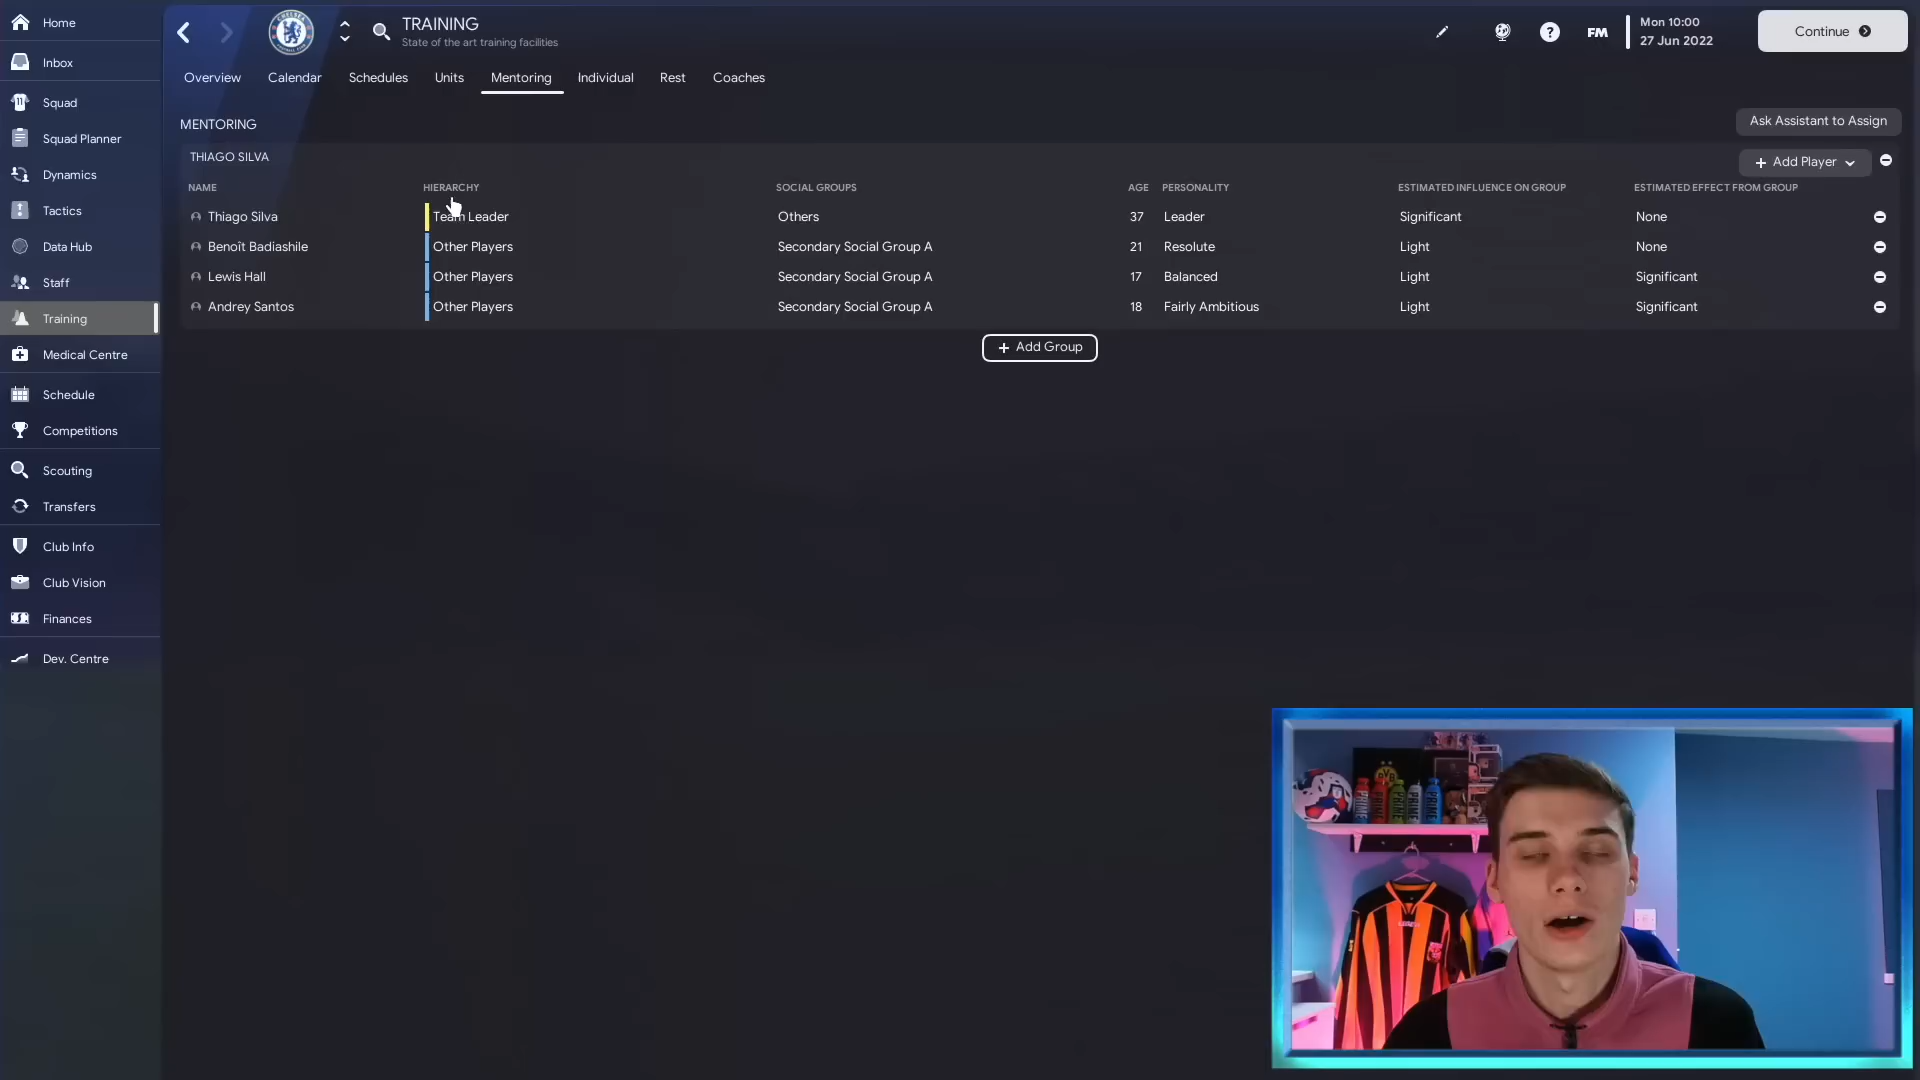 Home
Inbox
Squad
Squad Planner
Dynamics
Tactics
Data Hub
Staff
Training
Medical Centre
Schedule
Competitions
Scouting
Transfers
Club Info
Club Vision
Finances
Dev. Centre
TRAINING
State of the art training facilities
FM
Mon 10:00
27 Jun 2022
Continue
Overview Calendar Schedules Units Mentoring Individual Rest Coaches
MENTORING
Ask Assistant to Assign
THIAGO SILVA
+ Add Player
NAME HIERARCHY SOCIAL GROUPS AGE PERSONALITY ESTIMATED INFLUENCE ON GROUP ESTIMATED EFFECT FROM GROUP
Thiago Silva Team Leader Others 37 Leader Significant None
Benoît Badiashile Other Players Secondary Social Group A 21 Resolute Light None
Lewis Hall Other Players Secondary Social Group A 17 Balanced Light Significant
Andrey Santos Other Players Secondary Social Group A 18 Fairly Ambitious Light Significant
+ Add Group
BVB
PRIME PRIME PRIME PRIME PRIME